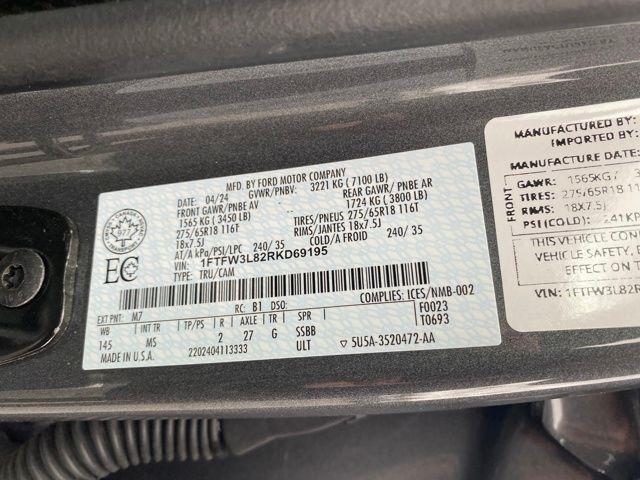 MFD. BY FORD MOTOR COMPANY
04/24 GVWR/PNBV: 3221 KG (7100 LB)
FRONT GAWR/PNBE AV REAR GAWR/PNBE AR
1565 KG (3450 LB) 1724 KG (3800 LB)
275/65R18 116T TIRES/PNEUS 275/65R18 116T
18x7.5J RIMS/JANTES 18x7.5J
AT/A kPa/PSI/LPC 240/35 COLD/A FROID 240/35
VIN: 1FTFW3L82RKD69195
TYPE: TRU/CAM
EC
COMPLIES: ICES/NMB-002
EXT PNT: M7 RC: B1 DSO: F0023
WB INT TR TP/PS R AXLE TR SPR T0693
145 MS 2 27 G SSBB
MADE IN U.S.A. 2202404113333 ULT 5U5A-3520472-AA
MANUFACTURED BY:
IMPORTED BY:
MANUFACTURE DATE:
FRONT
GAWR: 1565KG
TIRES: 275/65R18
RIMS: 18X7.5J
PSI(COLD): 241KP
THIS VEHICLE
VEHICLE SAFETY,
EFFECT ON
VIN: 1FTFW3L82R